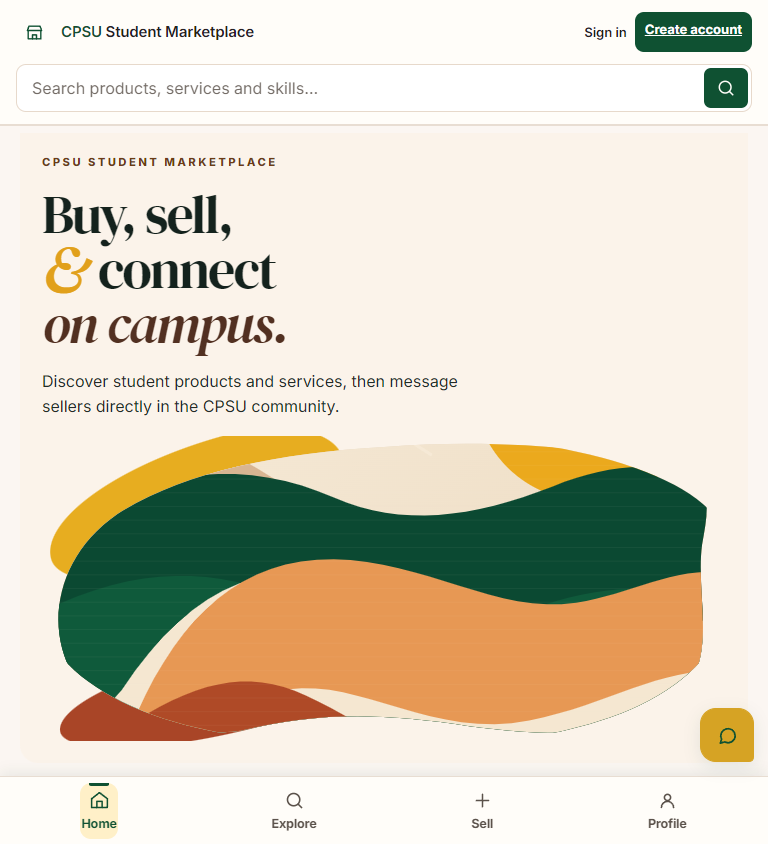 CPSU Student Marketplace
Sign in
Create account
Search products, services and skills...
CPSU STUDENT MARKETPLACE
Buy, sell,
& connect
on campus.
Discover student products and services, then message
sellers directly in the CPSU community.
Home
Explore
Sell
Profile